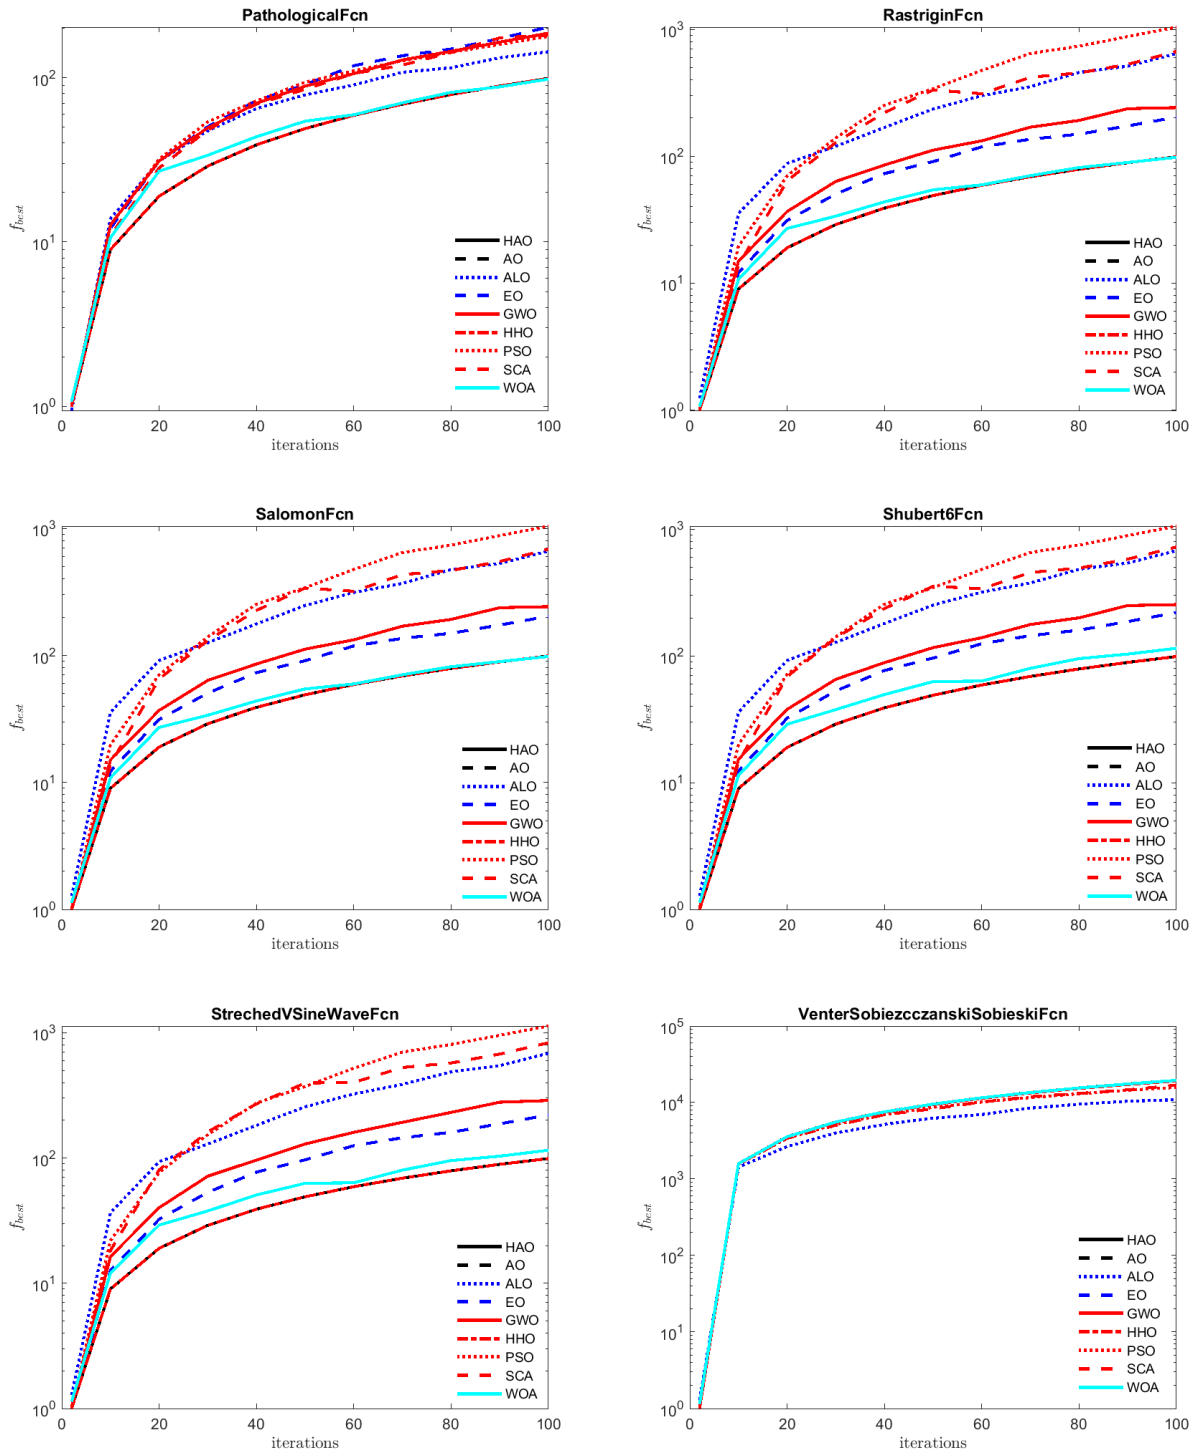 PathologicalFcn
10^2
10^1
10^0
f_best
0 20 40 60 80 100
iterations
HAO
AO
ALO
EO
GWO
HHO
PSO
SCA
WOA
RastriginFcn
10^3
10^2
10^1
10^0
f_best
0 20 40 60 80 100
iterations
HAO
AO
ALO
EO
GWO
HHO
PSO
SCA
WOA
SalomonFcn
10^3
10^2
10^1
10^0
f_best
0 20 40 60 80 100
iterations
HAO
AO
ALO
EO
GWO
HHO
PSO
SCA
WOA
Shubert6Fcn
10^3
10^2
10^1
10^0
f_best
0 20 40 60 80 100
iterations
HAO
AO
ALO
EO
GWO
HHO
PSO
SCA
WOA
StrechedVSineWaveFcn
10^3
10^2
10^1
10^0
f_best
0 20 40 60 80 100
iterations
HAO
AO
ALO
EO
GWO
HHO
PSO
SCA
WOA
VenterSobiezcczanskiSobieskiFcn
10^5
10^4
10^3
10^2
10^1
10^0
f_best
0 20 40 60 80 100
iterations
HAO
AO
ALO
EO
GWO
HHO
PSO
SCA
WOA